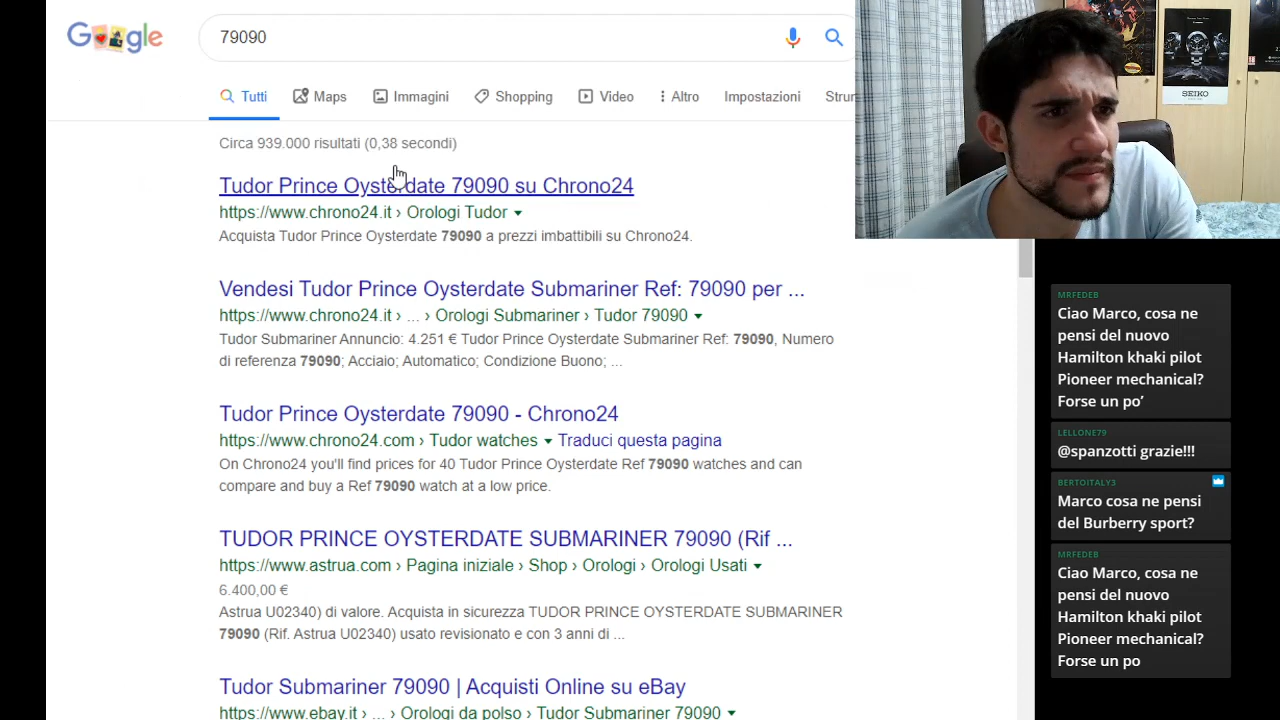 Google
79090
Tutti
Maps
Immagini
Shopping
Video
Altro
Impostazioni
Strun
Circa 939.000 risultati (0,38 secondi)
Tudor Prince Oysterdate 79090 su Chrono24
https://www.chrono24.it › Orologi Tudor
Acquista Tudor Prince Oysterdate 79090 a prezzi imbattibili su Chrono24.
Vendesi Tudor Prince Oysterdate Submariner Ref: 79090 per ...
https://www.chrono24.it › ... › Orologi Submariner › Tudor 79090
Tudor Submariner Annuncio: 4.251 € Tudor Prince Oysterdate Submariner Ref: 79090, Numero
di referenza 79090; Acciaio; Automatico; Condizione Buono; ...
Tudor Prince Oysterdate 79090 - Chrono24
https://www.chrono24.com › Tudor watches Traduci questa pagina
On Chrono24 you'll find prices for 40 Tudor Prince Oysterdate Ref 79090 watches and can
compare and buy a Ref 79090 watch at a low price.
TUDOR PRINCE OYSTERDATE SUBMARINER 79090 (Rif ...
https://www.astrua.com › Pagina iniziale › Shop › Orologi › Orologi Usati
6.400,00 €
Astrua U02340) di valore. Acquista in sicurezza TUDOR PRINCE OYSTERDATE SUBMARINER
79090 (Rif. Astrua U02340) usato revisionato e con 3 anni di ...
Tudor Submariner 79090 | Acquisti Online su eBay
https://www.ebay.it › ... › Orologi da polso › Tudor Submariner 79090
SEIKO
MRFEDEB
Ciao Marco, cosa ne
pensi del nuovo
Hamilton khaki pilot
Pioneer mechanical?
Forse un po’
LELLONE79
@spanzotti grazie!!!
BERTOITALY3
Marco cosa ne pensi
del Burberry sport?
MRFEDEB
Ciao Marco, cosa ne
pensi del nuovo
Hamilton khaki pilot
Pioneer mechanical?
Forse un po